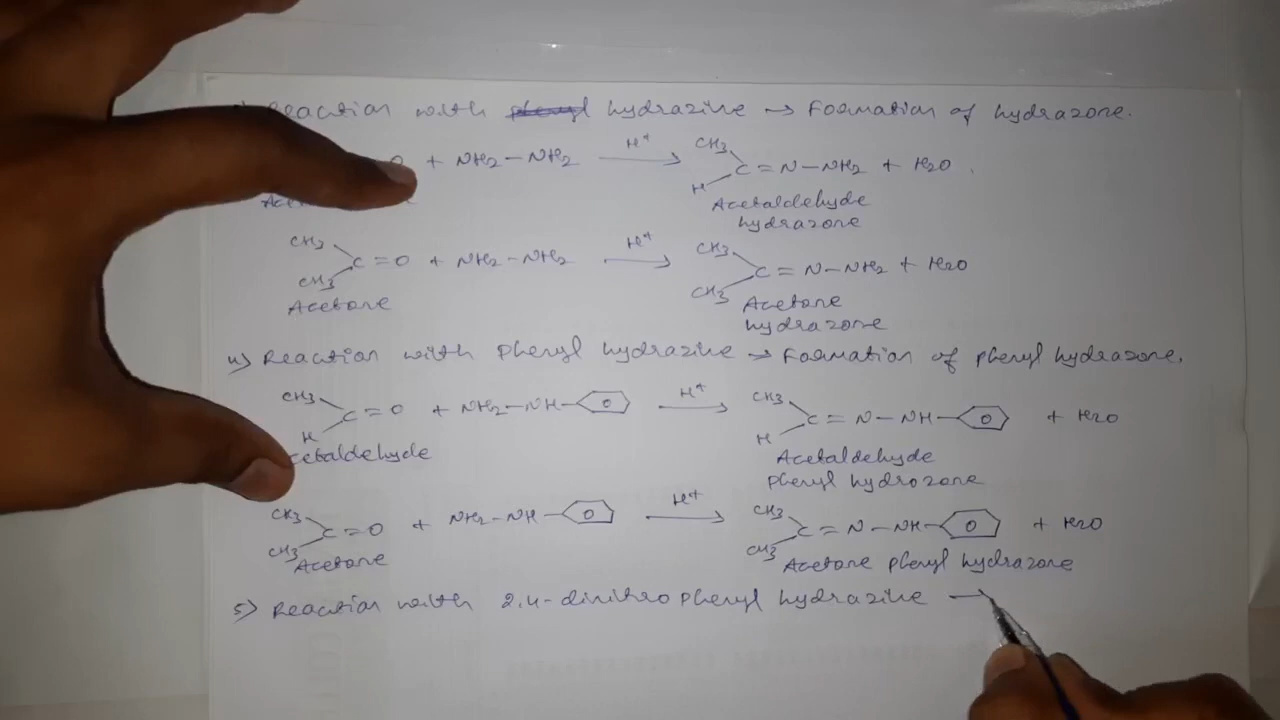 Reaction with phenyl hydrazine → Formation of hydrazone.
O + NH2-NH2 H+ → CH3 H C=N-NH2 + H2O
Acetaldehyde
hydrazone
CH3 CH3 C=O + NH2-NH2 H+ → CH3 CH3 C=N-NH2 + H2O
Acetone Acetone
hydrazone
4) Reaction with phenyl hydrazine → Formation of phenyl hydrazone.
CH3 H C=O + NH2-NH- H+ → CH3 H C=N-NH- + H2O
cetaldehyde Acetaldehyde
phenyl hydrozone
CH3 CH3 C=O + NH2-NH- H+ → CH3 CH3 C=N-NH- + H2O
Acetone Acetone phenyl hydrazone
5) Reaction with 2.4-dinitro phenyl hydrazine →